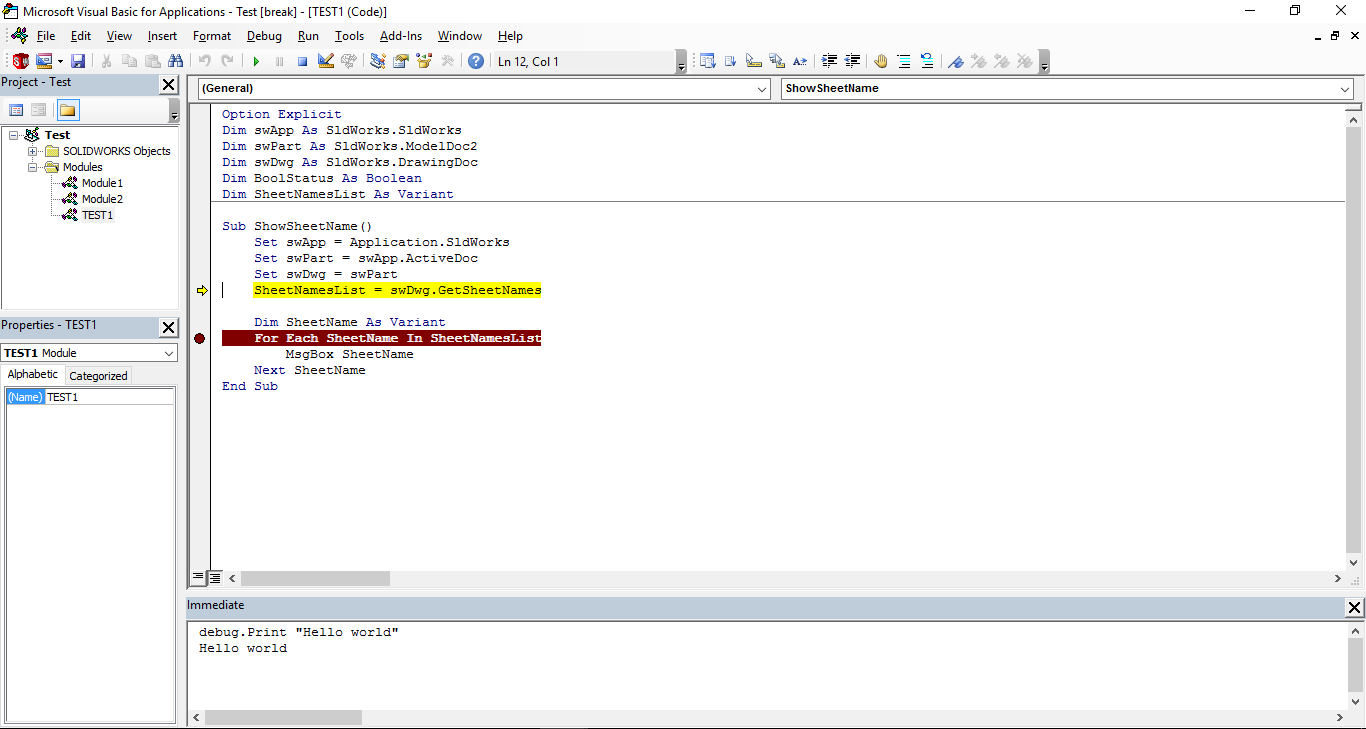 Microsoft Visual Basic for Applications - Test [break] - [TEST1 (Code)]
File Edit View Insert Format Debug Run Tools Add-Ins Window Help
Ln 12, Col 1
Project - Test
Test
SOLIDWORKS Objects
Modules
Module1
Module2
TEST1
Properties - TEST1
TEST1 Module
Alphabetic Categorized
(Name) TEST1
(General) ShowSheetName
Option Explicit
Dim swApp As SldWorks.SldWorks
Dim swPart As SldWorks.ModelDoc2
Dim swDwg As SldWorks.DrawingDoc
Dim BoolStatus As Boolean
Dim SheetNamesList As Variant
Sub ShowSheetName()
    Set swApp = Application.SldWorks
    Set swPart = swApp.ActiveDoc
    Set swDwg = swPart
    SheetNamesList = swDwg.GetSheetNames
    Dim SheetName As Variant
    For Each SheetName In SheetNamesList
        MsgBox SheetName
    Next SheetName
End Sub
Immediate
debug.Print "Hello world"
Hello world